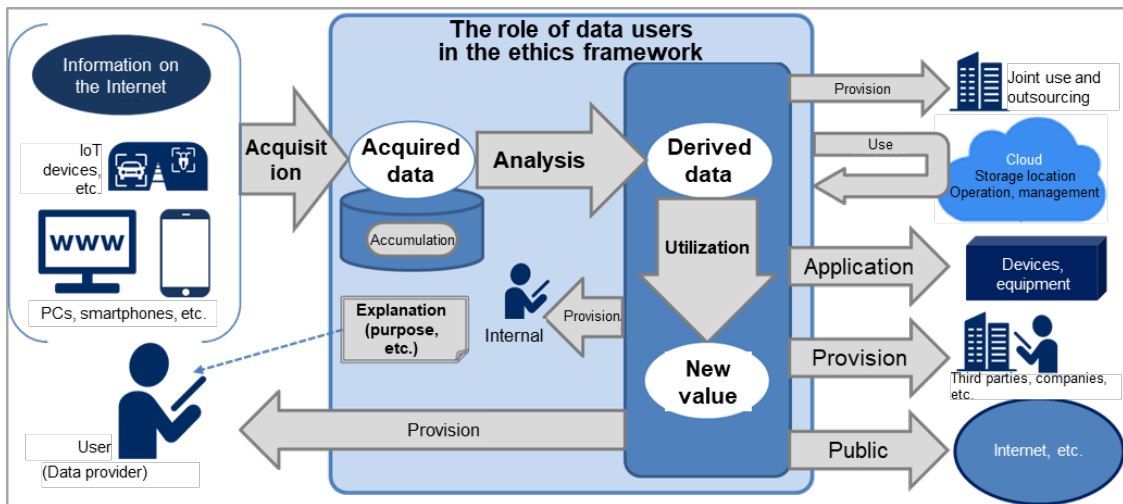 The role of data users
in the ethics framework
Information on
the Internet
IoT
devices,
etc.
WWW
PCs, smartphones, etc.
Acquisit
ion
Acquired
data
Accumulation
Analysis
Derived
data
Utilization
New
value
Explanation
(purpose,
etc.)
Internal
Provision
User
(Data provider)
Provision
Provision
Joint use and
outsourcing
Use
Cloud
Storage location
Operation, management
Application
Devices,
equipment
Provision
Third parties, companies,
etc.
Public
Internet, etc.